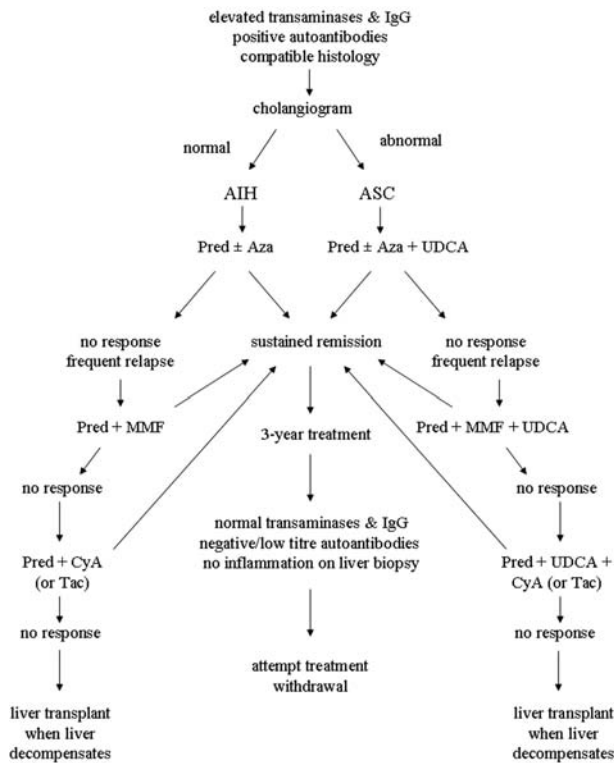 elevated transaminases & IgG
positive autoantibodies
compatible histology
cholangiogram
normal
abnormal
AIH
ASC
Pred ± Aza
Pred ± Aza + UDCA
no response
frequent relapse
sustained remission
no response
frequent relapse
Pred + MMF
3-year treatment
Pred + MMF + UDCA
no response
no response
normal transaminases & IgG
negative/low titre autoantibodies
no inflammation on liver biopsy
Pred + CyA
(or Tac)
Pred + UDCA +
CyA (or Tac)
no response
no response
attempt treatment
withdrawal
liver transplant
when liver
decompensates
liver transplant
when liver
decompensates